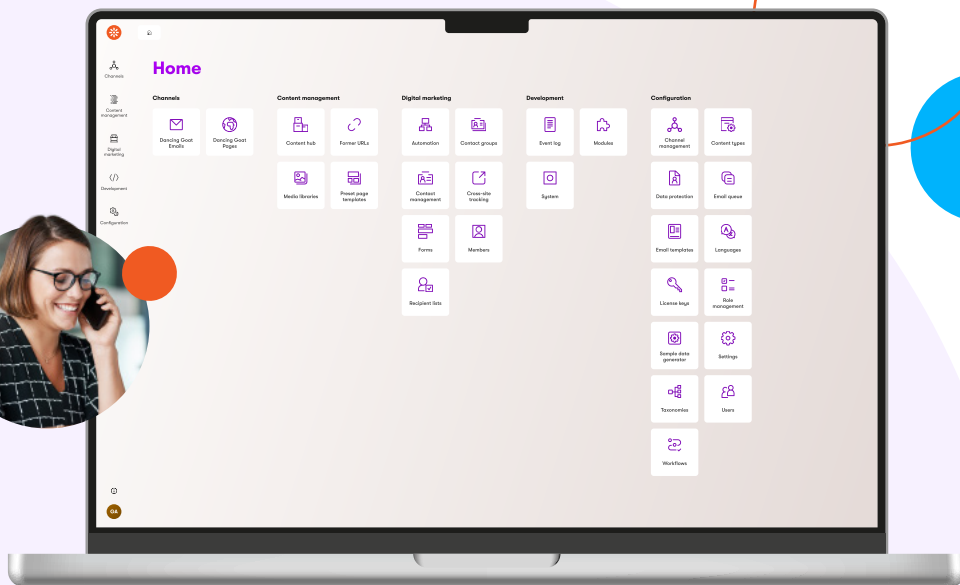 Home
Channels
Content
management
Digital
marketing
Development
Configuration
OA
Channels
Dancing Goat
Emails
Dancing Goat
Pages
Content management
Content hub
Former URLs
Media libraries
Preset page
templates
Digital marketing
Automation
Contact groups
Contact
management
Cross-site
tracking
Forms
Members
Recipient lists
Development
Event log
Modules
System
Configuration
Channel
management
Content types
Data protection
Email queue
Email templates
Languages
License keys
Role
management
Sample data
generator
Settings
Taxonomies
Users
Workflows